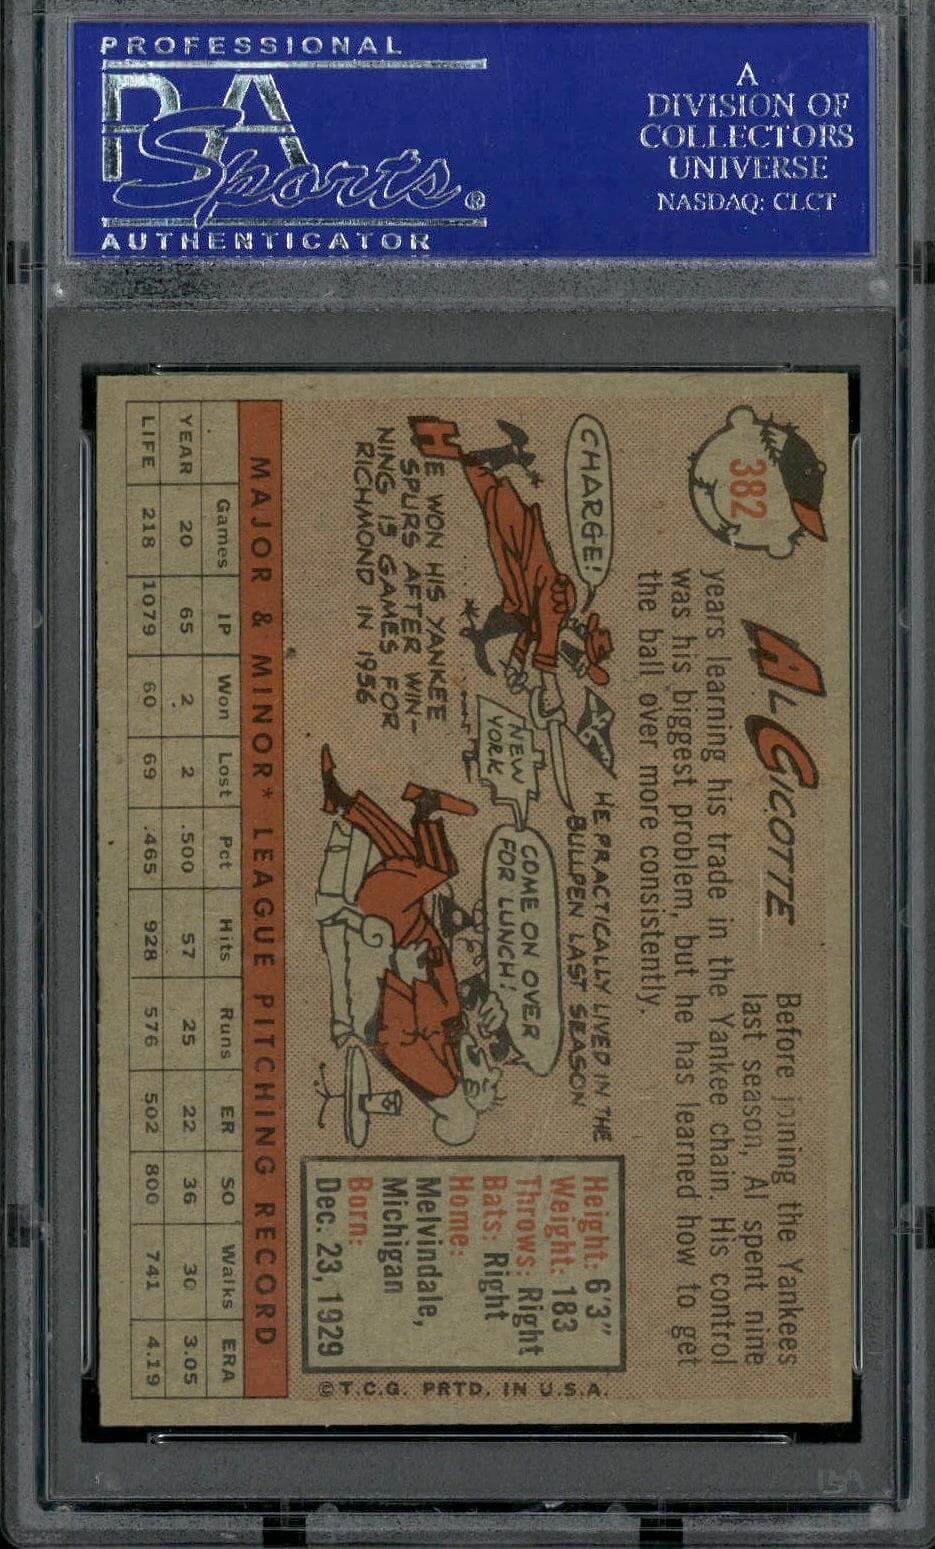 PROFESSIONAL
PSA
Sports®
AUTHENTICATOR
A
DIVISION OF
COLLECTORS
UNIVERSE
NASDAQ: CLCT
382
AL CICOTTE
Before joining the Yankees
last season, Al spent nine
years learning his trade in the Yankee chain. His control
was his biggest problem, but he has learned how to get
the ball over more consistently.
CHARGE!
HE WON HIS YANKEE
SPURS AFTER WIN-
NING 15 GAMES FOR
RICHMOND IN 1956
HE PRACTICALLY LIVED IN THE
BULLPEN LAST SEASON
NEW
YORK
COME ON OVER
FOR LUNCH!
Height: 6'3"
Weight: 183
Throws: Right
Bats: Right
Home:
Melvindale,
Michigan
Born:
Dec. 23, 1929
©T.C.G. PRTD. IN U.S.A.
MAJOR & MINOR* LEAGUE PITCHING RECORD
Games IP Won Lost Pct Hits Runs ER SO Walks ERA
YEAR 20 65 2 2 .500 57 25 22 36 30 3.05
LIFE 218 1079 60 69 .465 928 576 502 800 741 4.19
PSA